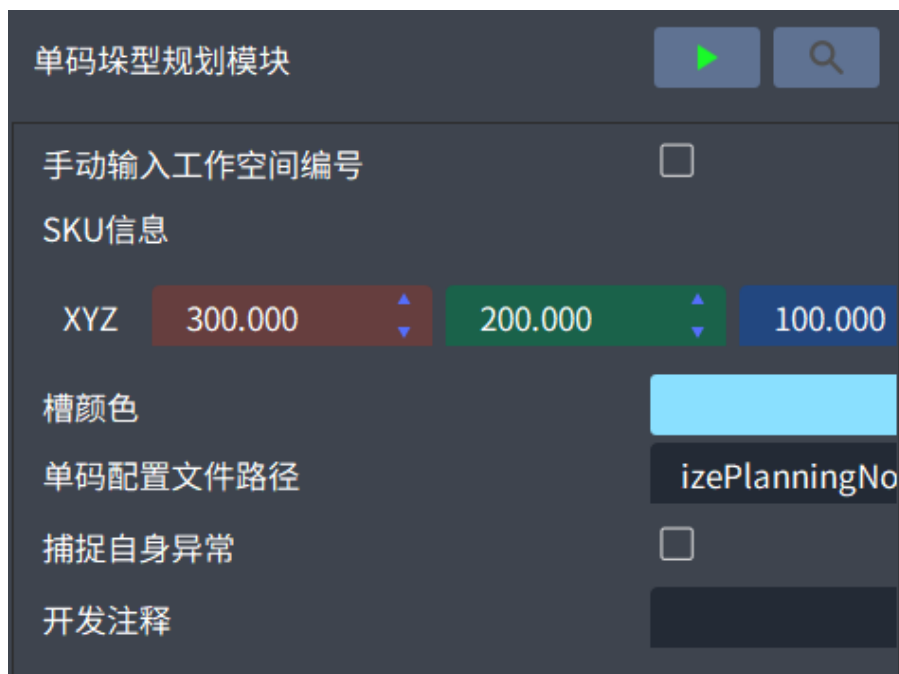 单码垛型规划模块
手动输入工作空间编号
SKU信息
XYZ 300.000 200.000 100.000
槽颜色
单码配置文件路径 izePlanningNo
捕捉自身异常
开发注释